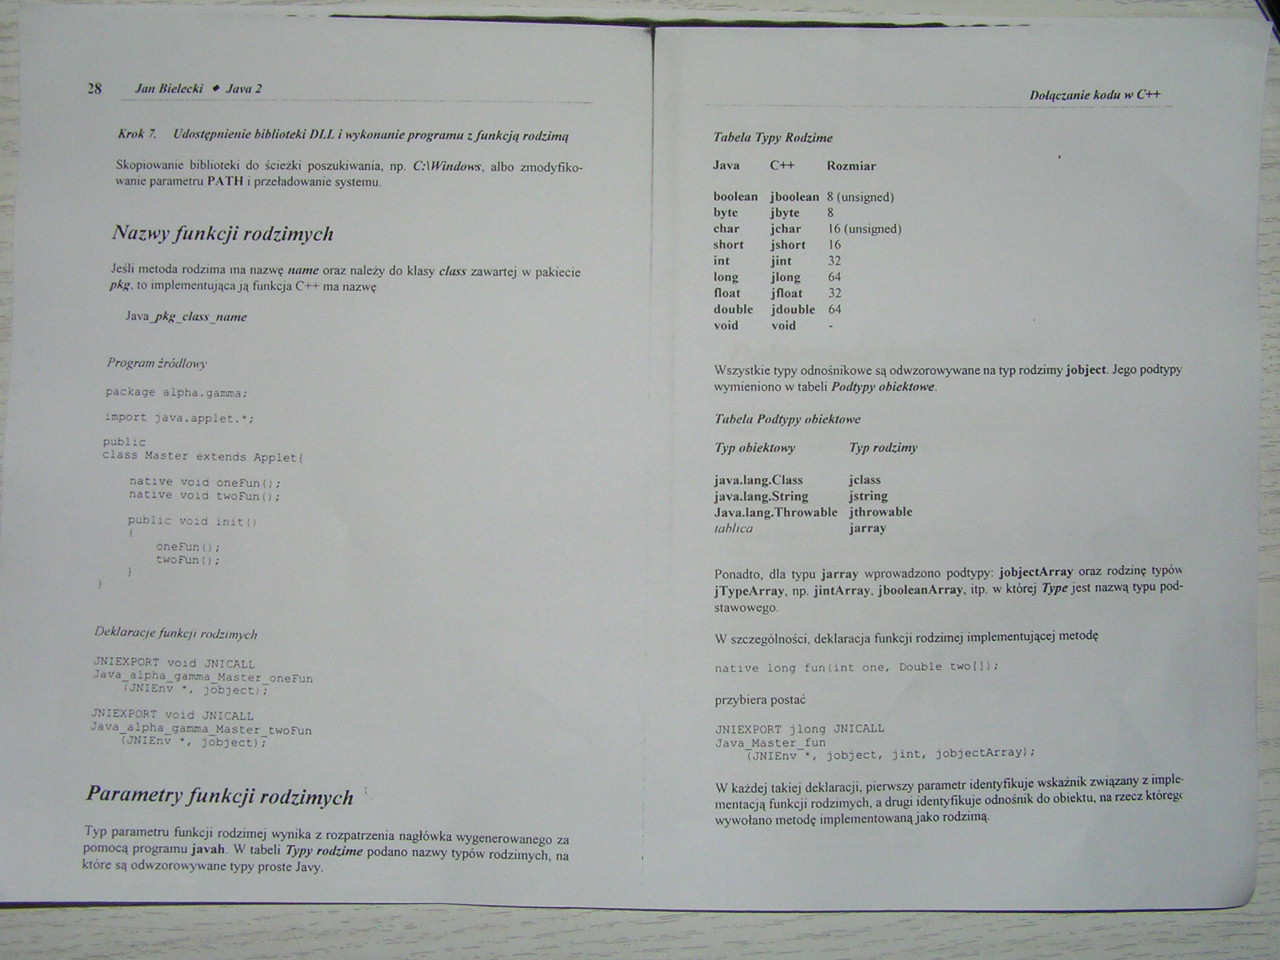 28 Jan Bielecki ♦ Java 2
Krok 7. Udostępnienie biblioteki DLL i wykonanie programu z funkcją rodzimą
Skopiowanie biblioteki do ścieżki poszukiwania, np. C:\Windows, albo zmodyfiko-
wanie parametru PATH i przeładowanie systemu.
Nazwy funkcji rodzimych
Jeśli metoda rodzima ma nazwę name oraz należy do klasy class zawartej w pakiecie
pkg, to implementująca ją funkcja C++ ma nazwę
Java_pkg_class_name
Program źródłowy
package alpha.gamma;
import java.applet.*;
public
class Master extends Applet{
native void oneFun();
native void twoFun();
public void init()
{
oneFun();
twoFun();
}
}
Deklaracje funkcji rodzimych
JNIEXPORT void JNICALL
Java_alpha_gamma_Master_oneFun
(JNIEnv *, jobject);
JNIEXPORT void JNICALL
Java_alpha_gamma_Master_twoFun
(JNIEnv *, jobject);
Parametry funkcji rodzimych
Typ parametru funkcji rodzimej wynika z rozpatrzenia nagłówka wygenerowanego za
pomocą programu javah. W tabeli Typy rodzime podano nazwy typów rodzimych, na
które są odwzorowywane typy proste Javy.
Dołączanie kodu w C++
Tabela Typy Rodzime
Java C++ Rozmiar
boolean jboolean 8 (unsigned)
byte jbyte 8
char jchar 16 (unsigned)
short jshort 16
int jint 32
long jlong 64
float jfloat 32
double jdouble 64
void void -
Wszystkie typy odnośnikowe są odwzorowywane na typ rodzimy jobject. Jego podtypy
wymieniono w tabeli Podtypy obiektowe.
Tabela Podtypy obiektowe
Typ obiektowy Typ rodzimy
java.lang.Class jclass
java.lang.String jstring
Java.lang.Throwable jthrowable
tablica jarray
Ponadto, dla typu jarray wprowadzono podtypy: jobjectArray oraz rodzinę typów
jTypeArray, np. jintArray, jbooleanArray, itp. w której Type jest nazwą typu pod-
stawowego.
W szczególności, deklaracja funkcji rodzimej implementującej metodę
native long fun(int one, Double two[]);
przybiera postać
JNIEXPORT jlong JNICALL
Java_Master_fun
(JNIEnv *, jobject, jint, jobjectArray);
W każdej takiej deklaracji, pierwszy parametr identyfikuje wskaźnik związany z imple-
mentacją funkcji rodzimych, a drugi identyfikuje odnośnik do obiektu, na rzecz którego
wywołano metodę implementowaną jako rodzimą.